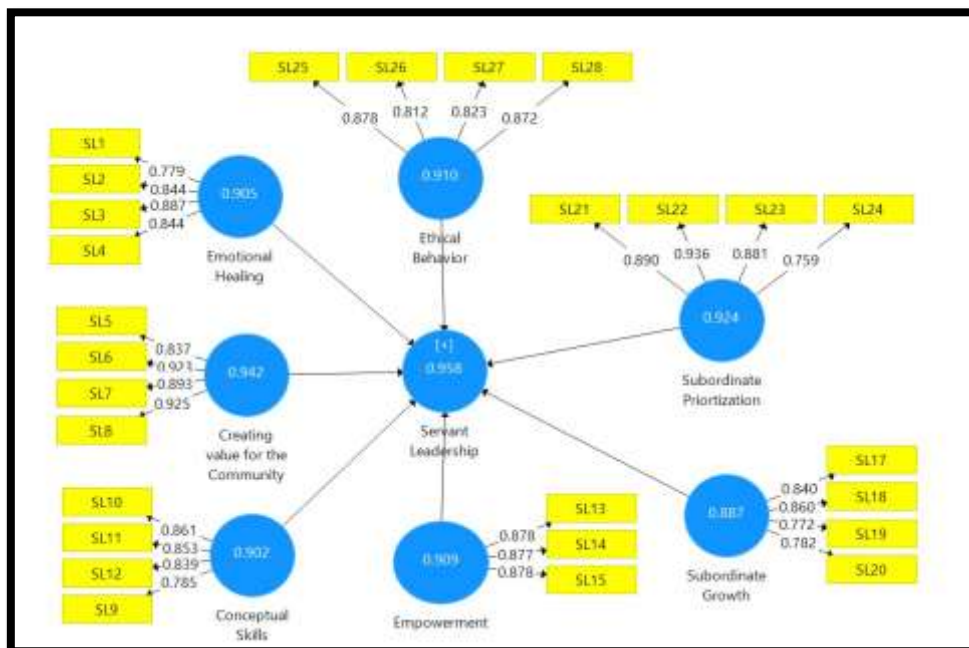 SL25 SL26 SL27 SL28
0.878 0.812 0.823 0.872
0.910
Ethical
Behavior
SL1
SL2
SL3
SL4
0.779
0.844
0.887
0.844
0.905
Emotional
Healing
SL21 SL22 SL23 SL24
0.890 0.936 0.881 0.759
0.924
Subordinate
Priortization
SL5
SL6
SL7
SL8
0.837
0.921
0.893
0.925
0.942
Creating
value for the
Community
[+]
0.958
Servant
Leadership
SL10
SL11
SL12
SL9
0.861
0.853
0.839
0.785
0.902
Conceptual
Skills
0.909
Empowerment
0.878
0.877
0.878
SL13
SL14
SL15
0.887
Subordinate
Growth
0.840
0.860
0.772
0.782
SL17
SL18
SL19
SL20